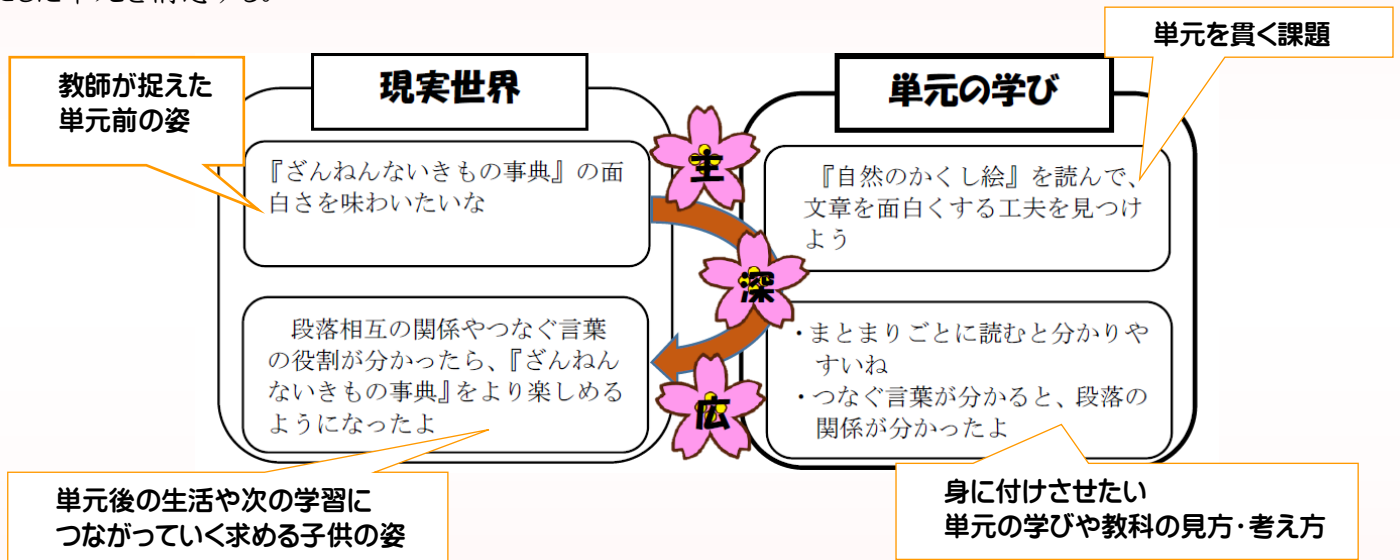 単元を貫く課題
教師が捉えた
単元前の姿
現実世界
単元の学び
『ざんねんないきもの事典』の面
白さを味わいたいな
主
『自然のかくし絵』を読んで、
文章を面白くする工夫を見つけ
よう
深
段落相互の関係やつなぐ言葉
の役割が分かったら、『ざんねん
ないきもの事典』をより楽しめる
ようになったよ
広
・まとまりごとに読むと分かりや
すいね
・つなぐ言葉が分かると、段落の
関係が分かったよ
単元後の生活や次の学習に
つながっていく求める子供の姿
身に付けさせたい
単元の学びや教科の見方・考え方